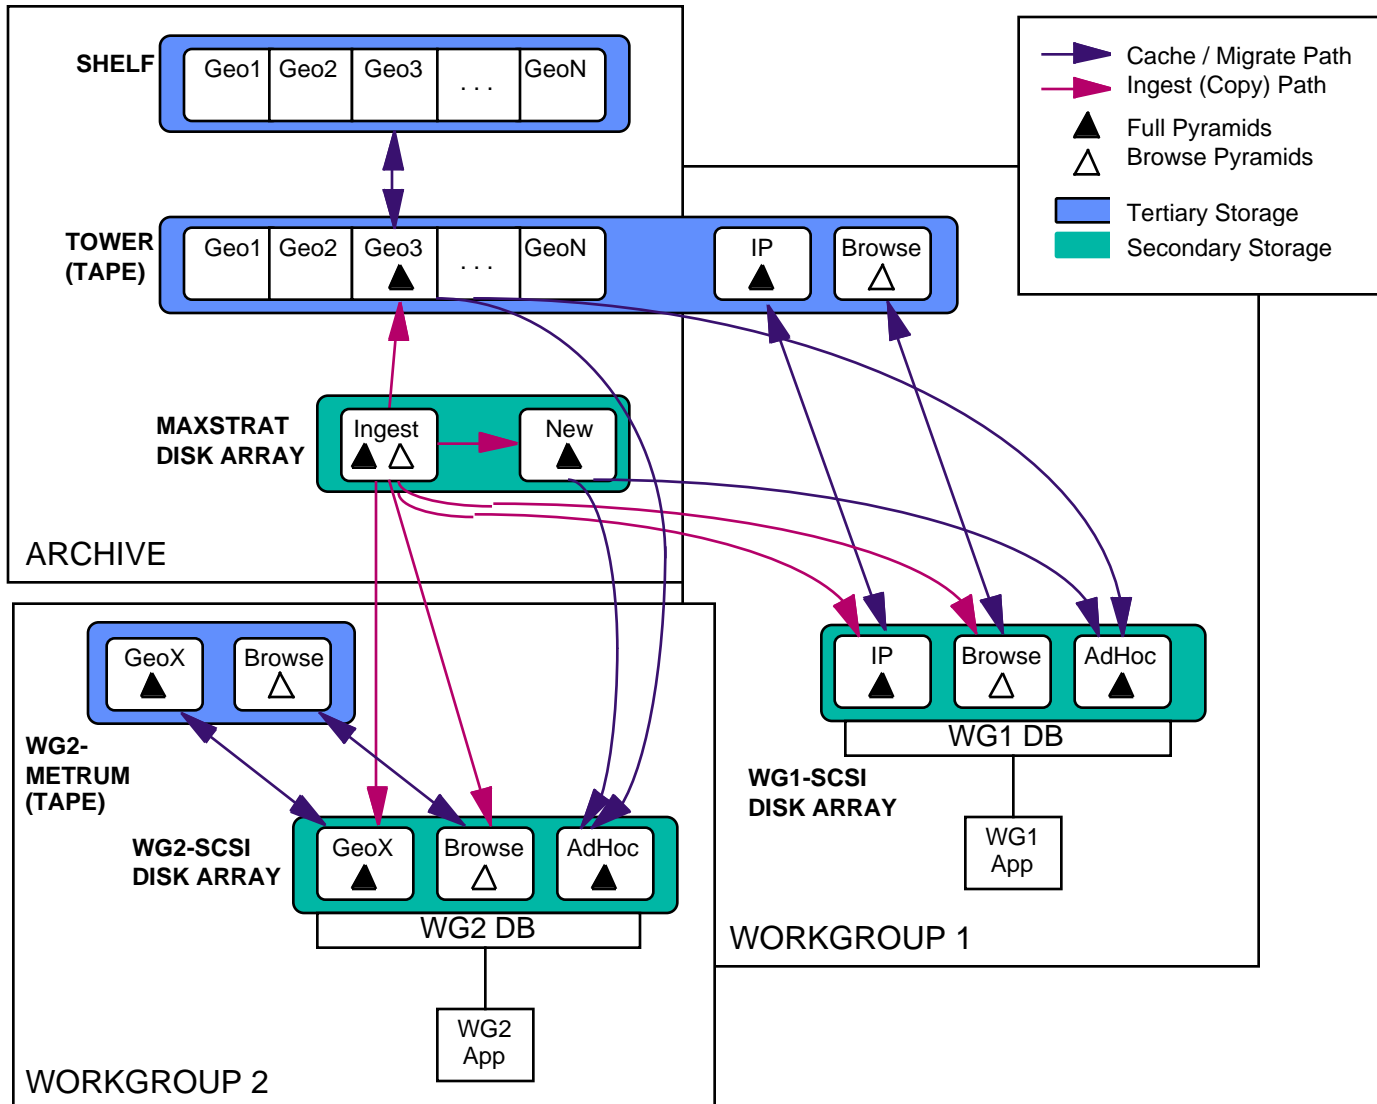 SHELF
Geo1 Geo2 Geo3 . . . GeoN
Cache / Migrate Path
Ingest (Copy) Path
Full Pyramids
Browse Pyramids
Tertiary Storage
Secondary Storage
TOWER
(TAPE)
Geo1 Geo2 Geo3 . . . GeoN
IP
Browse
MAXSTRAT
DISK ARRAY
Ingest
New
ARCHIVE
GeoX
Browse
WG2-
METRUM
(TAPE)
IP
Browse
AdHoc
WG1 DB
WG1-SCSI
DISK ARRAY
WG1
App
WORKGROUP 1
WG2-SCSI
DISK ARRAY
GeoX
Browse
AdHoc
WG2 DB
WG2
App
WORKGROUP 2